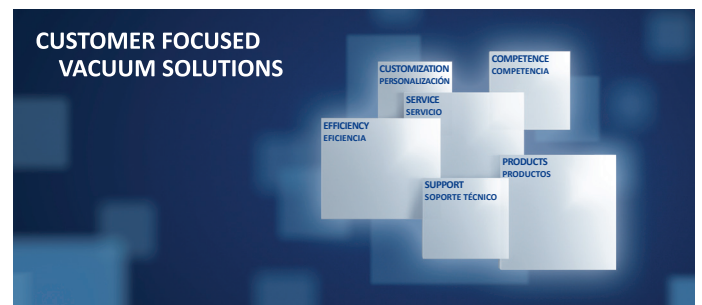 CUSTOMER FOCUSED
VACUUM SOLUTIONS
COMPETENCE
COMPETENCIA
CUSTOMIZATION
PERSONALIZACIÓN
SERVICE
SERVICIO
EFFICIENCY
EFICIENCIA
PRODUCTS
PRODUCTOS
SUPPORT
SOPORTE TÉCNICO